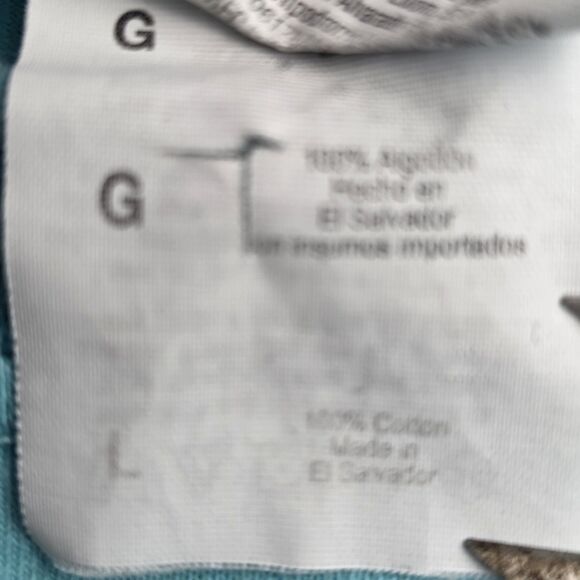 G
G
100% Algodón
Hecho en
El Salvador
con insumos importados
L
100% Cotton
Made in
El Salvador